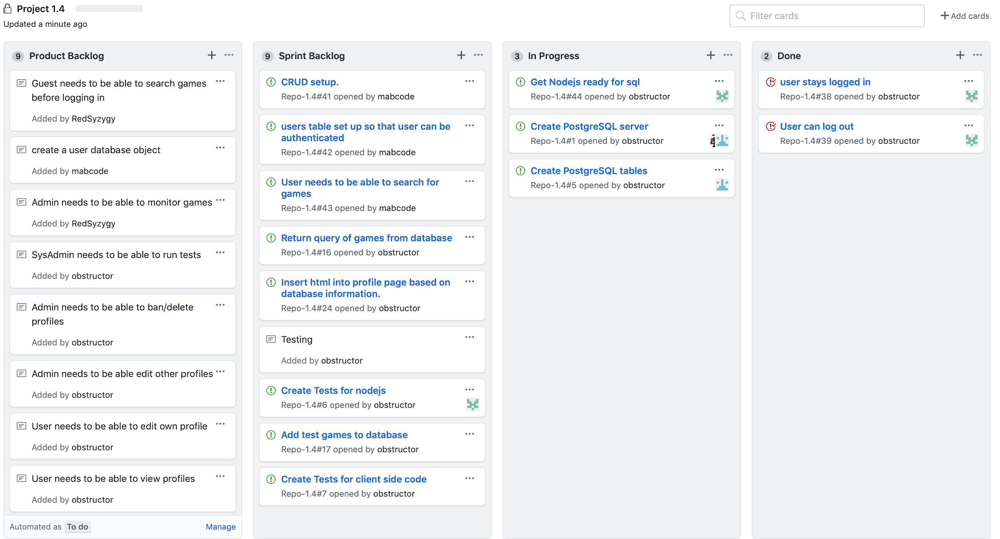 Project 1.4
Updated a minute ago
Filter cards
Add cards
9 Product Backlog
Guest needs to be able to search games
before logging in
Added by RedSyzygy
create a user database object
Added by mabcode
Admin needs to be able to monitor games
Added by RedSyzygy
SysAdmin needs to be able to run tests
Added by obstructor
Admin needs to be able to ban/delete
profiles
Added by obstructor
Admin needs to be able edit other profiles
Added by obstructor
User needs to be able to edit own profile
Added by obstructor
User needs to be able to view profiles
Added by obstructor
Automated as To do
Manage
9 Sprint Backlog
CRUD setup.
Repo-1.4#41 opened by mabcode
users table set up so that user can be
authenticated
Repo-1.4#42 opened by mabcode
User needs to be able to search for
games
Repo-1.4#43 opened by mabcode
Return query of games from database
Repo-1.4#16 opened by obstructor
Insert html into profile page based on
database information.
Repo-1.4#24 opened by obstructor
Testing
Added by obstructor
Create Tests for nodejs
Repo-1.4#6 opened by obstructor
Add test games to database
Repo-1.4#17 opened by obstructor
Create Tests for client side code
Repo-1.4#7 opened by obstructor
3 In Progress
Get Nodejs ready for sql
Repo-1.4#44 opened by obstructor
Create PostgreSQL server
Repo-1.4#1 opened by obstructor
Create PostgreSQL tables
Repo-1.4#5 opened by obstructor
2 Done
user stays logged in
Repo-1.4#38 opened by obstructor
User can log out
Repo-1.4#39 opened by obstructor